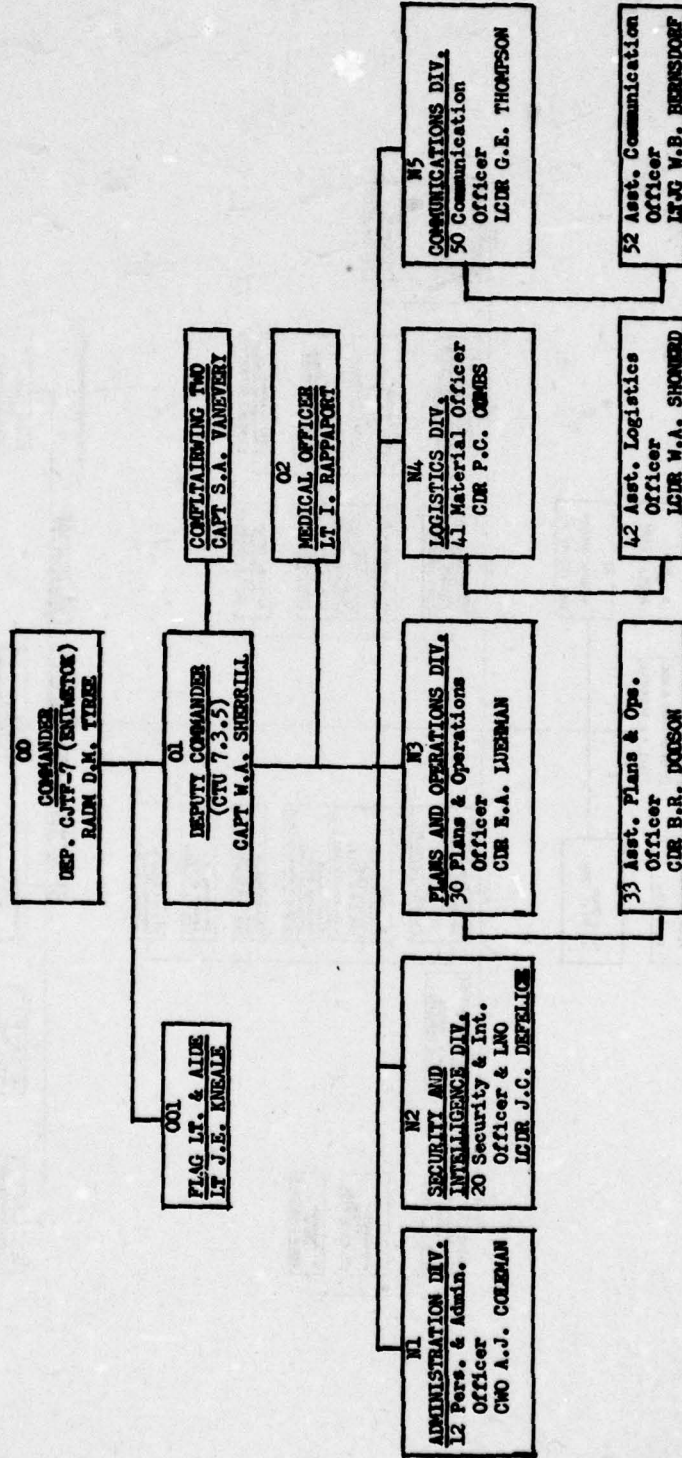 00
COMMANDER
DEP. CJTF-7 (ENIWETOK)
RADM D.M. TYREE
001
FLAG LT. & AIDE
LT J.E. KNEALE
01
DEPUTY COMMANDER
(CTU 7.3.5)
CAPT W.A. SHERRILL
COMFLTAIRWING TWO
CAPT S.A. VANEVERY
02
MEDICAL OFFICER
LT I. RAPPAPORT
N1
ADMINISTRATION DIV.
12 Pers. & Admin.
Officer
CWO A.J. COLEMAN
N2
SECURITY AND
INTELLIGENCE DIV.
20 Security & Int.
Officer & LNO
LCDR J.C. DEFELICE
N3
PLANS AND OPERATIONS DIV.
30 Plans & Operations
Officer
CDR E.A. LUEHMAN
33 Asst. Plans & Ops.
Officer
CDR B.R. DODSON
N4
LOGISTICS DIV.
41 Material Officer
CDR P.C.
42 Asst. Logistics
Officer
LCDR W.A. SHONERD
N5
COMMUNICATIONS DIV.
50 Communication
Officer
LCDR G.E. THOMPSON
52 Asst. Communication
Officer
LTJG W.B. BERNSDORF